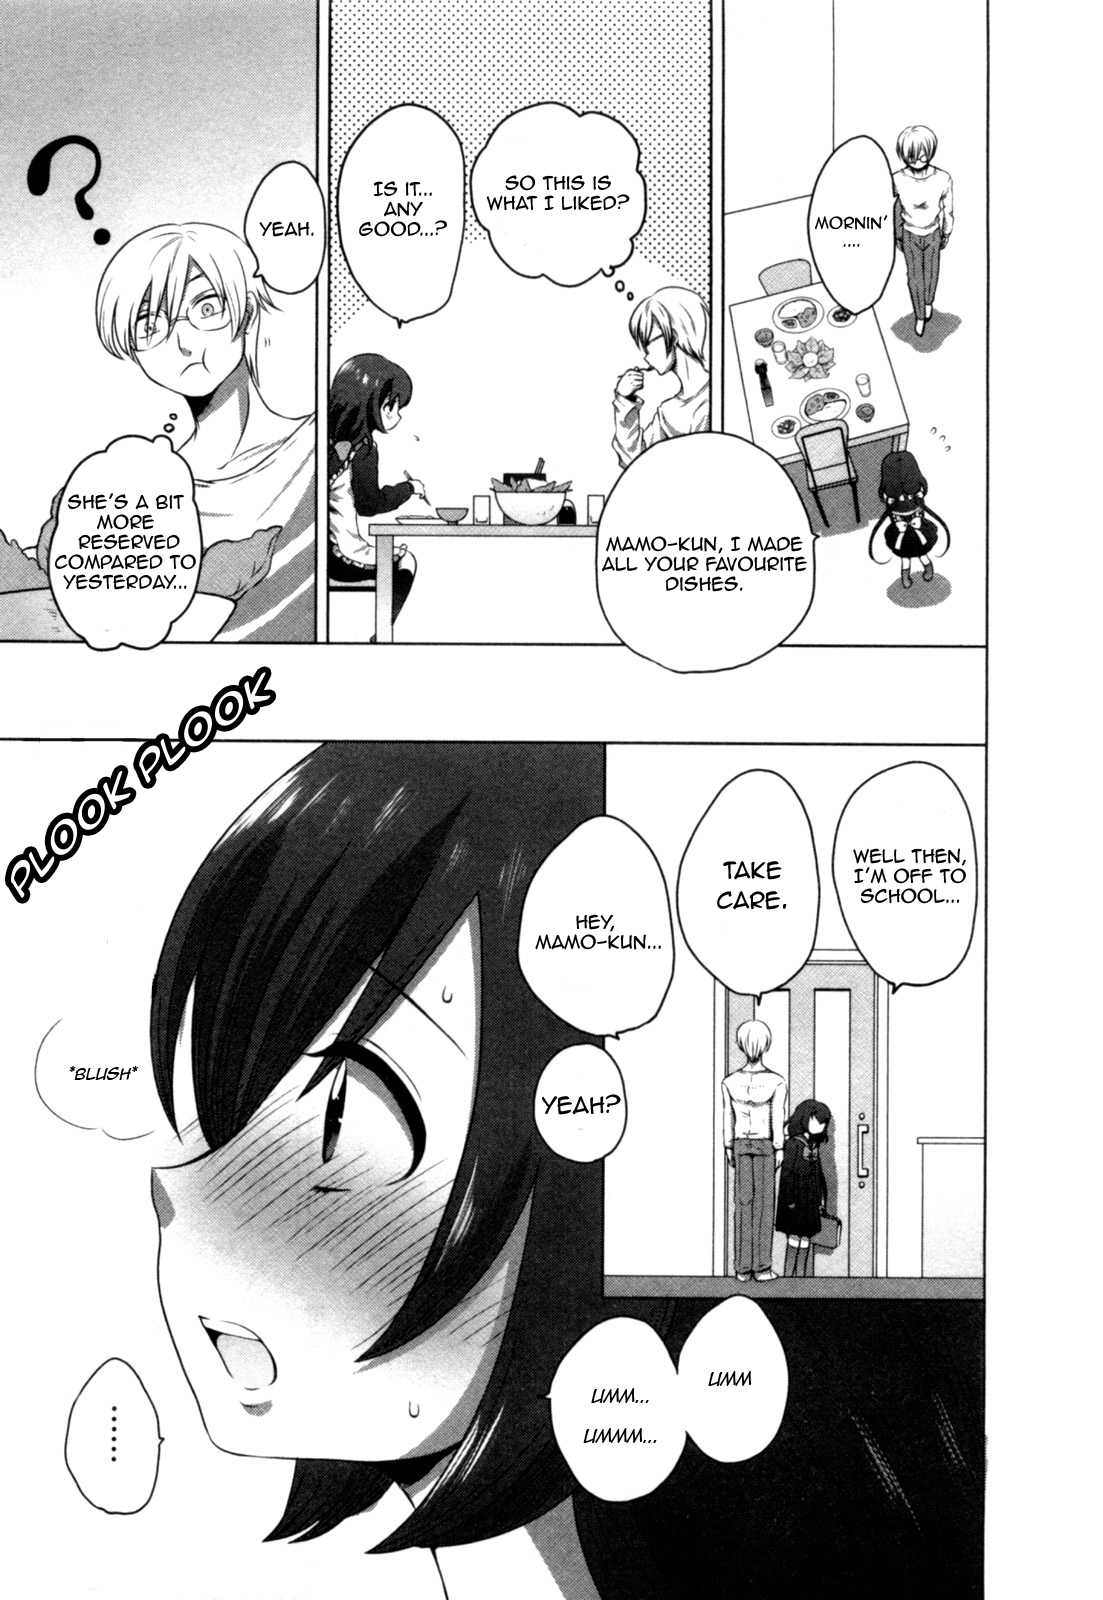 MORNIN'
....
MAMO-KUN, I MADE
ALL YOUR FAVOURITE
DISHES.
SO THIS IS
WHAT I LIKED?
IS IT...
ANY
GOOD...?
YEAH.
?
SHE'S A BIT
MORE
RESERVED
COMPARED TO
YESTERDAY...
WELL THEN,
I'M OFF TO
SCHOOL...
TAKE
CARE.
HEY,
MAMO-KUN...
YEAH?
UMM
UMM...
UMMM...
PLOOK PLOOK
*BLUSH*
........